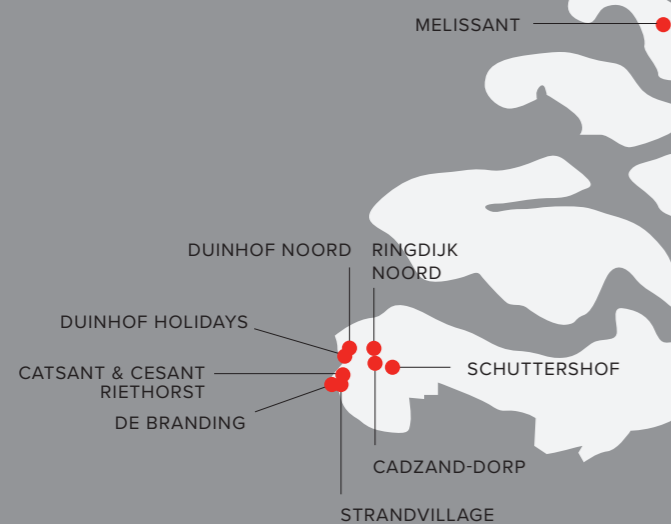 MELISSANT
DUINHOF NOORD
RINGDIJK
NOORD
DUINHOF HOLIDAYS
CATSANT & CESANT
RIETHORST
SCHUTTERSHOF
DE BRANDING
CADZAND-DORP
STRANDVILLAGE